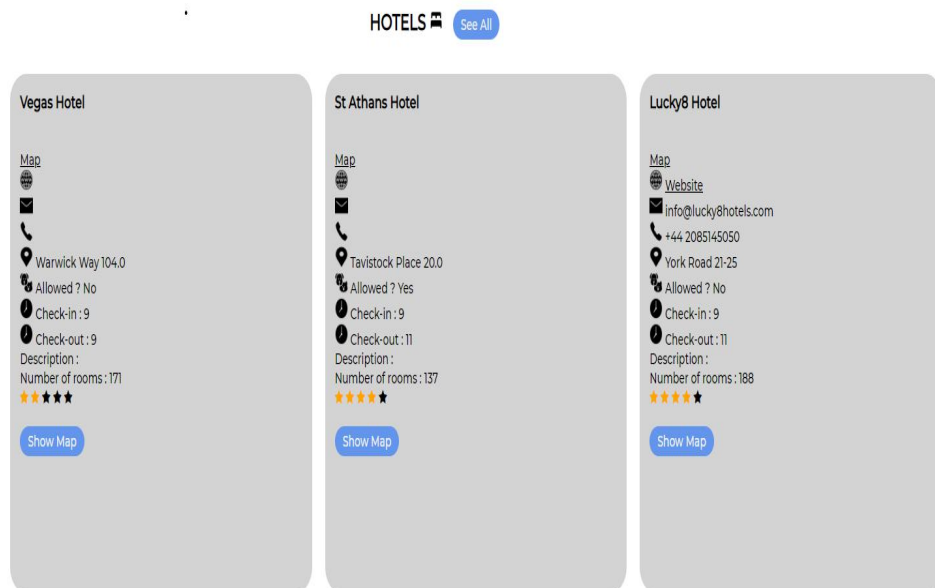 HOTELS See All
Vegas Hotel
Map
Warwick Way 104.0
Allowed ? No
Check-in : 9
Check-out : 9
Description :
Number of rooms : 171
Show Map
St Athans Hotel
Map
Tavistock Place 20.0
Allowed ? Yes
Check-in : 9
Check-out : 11
Description :
Number of rooms : 137
Show Map
Lucky8 Hotel
Map
Website
info@lucky8hotels.com
+44 2085145050
York Road 21-25
Allowed ? No
Check-in : 9
Check-out : 11
Description :
Number of rooms : 188
Show Map